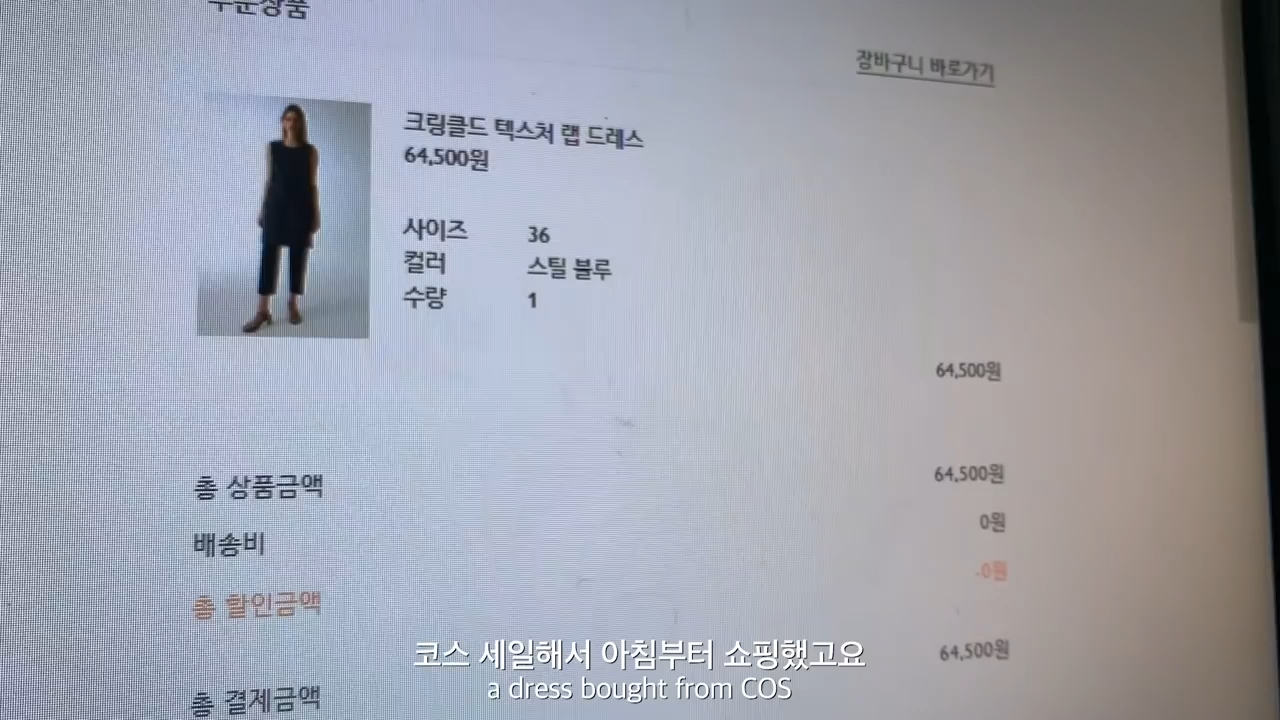 주문상품
장바구니 바로가기
크링클드 텍스처 랩 드레스
64,500원
사이즈 36
컬러 스틸 블루
수량 1
64,500원
총 상품금액 64,500원
배송비 0원
총 할인금액 -0원
총 결제금액 64,500원
코스 세일해서 아침부터 쇼핑했고요
a dress bought from COS